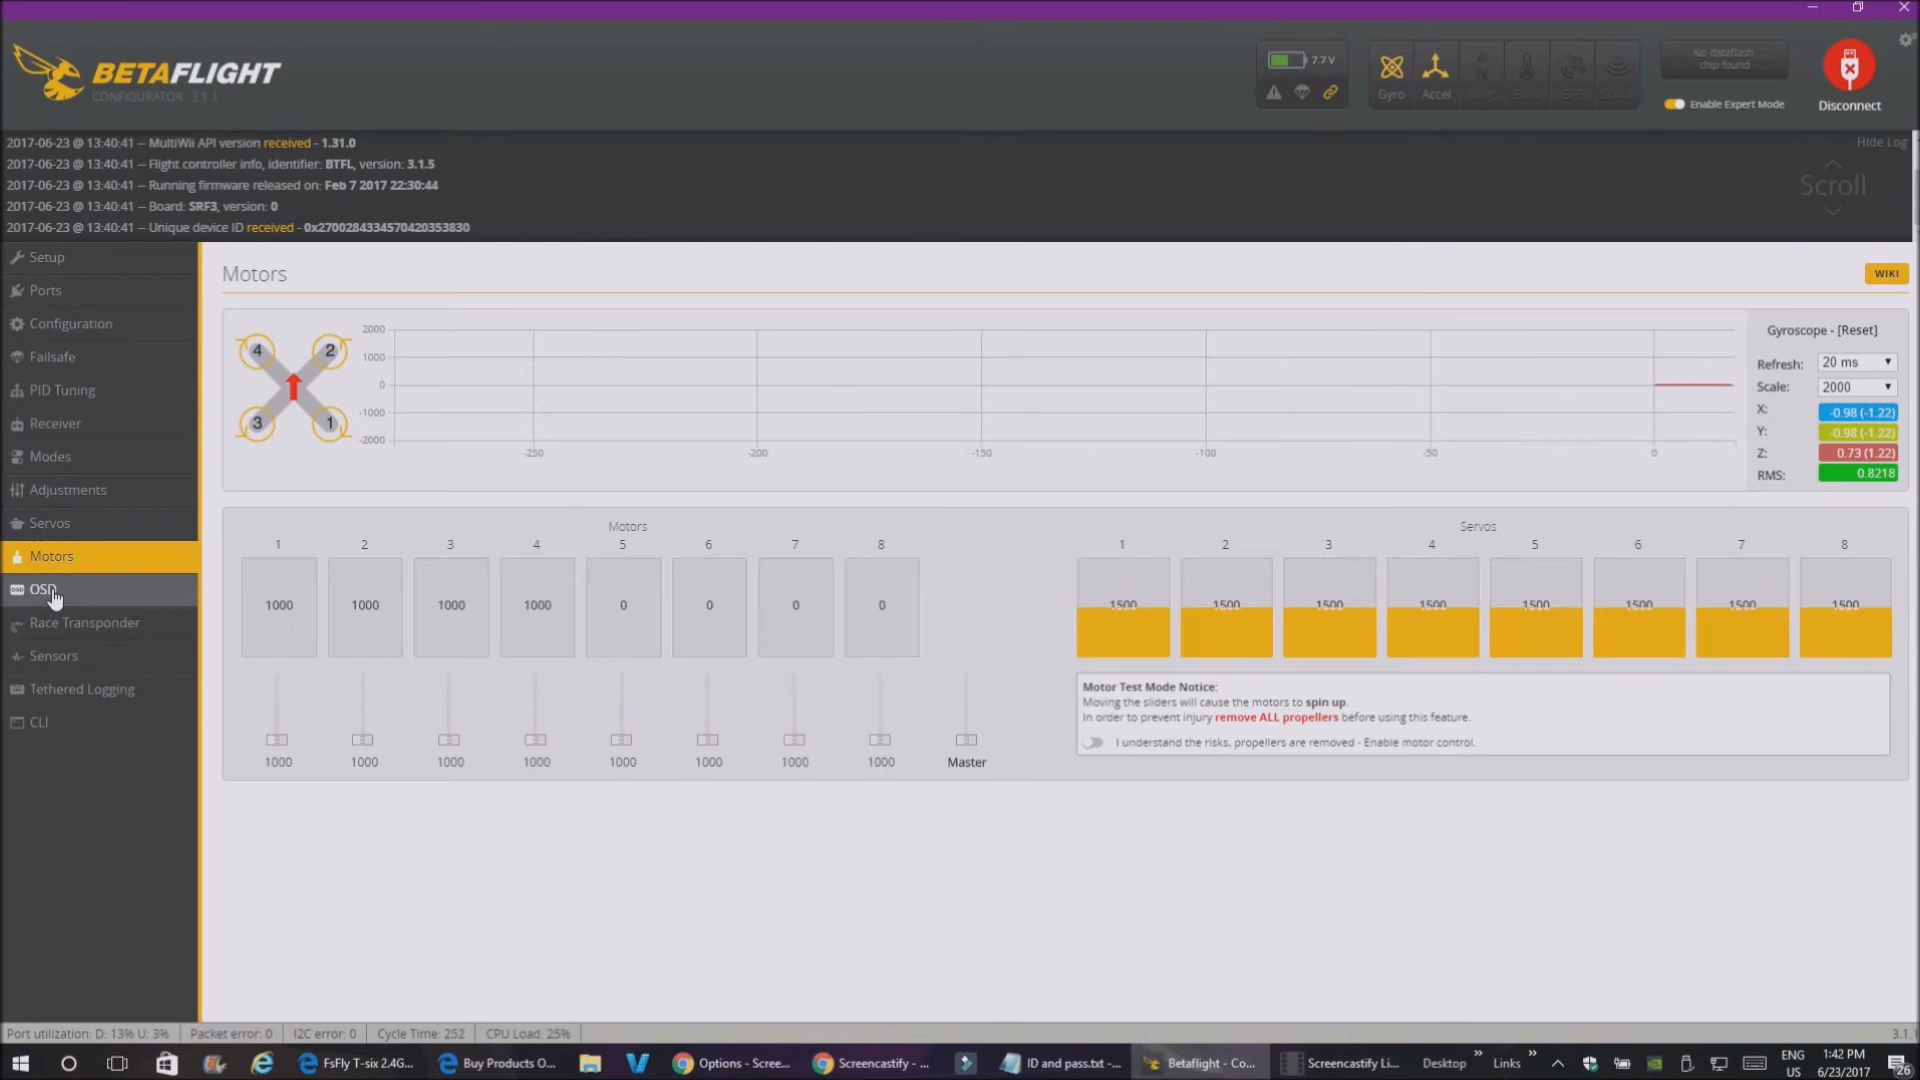 BETAFLIGHT
CONFIGURATOR 3.1.1
7.7 V
Gyro
Accel
No dataflash
chip found
Enable Expert Mode
Disconnect
2017-06-23 @ 13:40:41 -- MultiWii API version received - 1.31.0
2017-06-23 @ 13:40:41 -- Flight controller info, identifier: BTFL, version: 3.1.5
2017-06-23 @ 13:40:41 -- Running firmware released on: Feb 7 2017 22:30:44
2017-06-23 @ 13:40:41 -- Board: SRF3, version: 0
2017-06-23 @ 13:40:41 -- Unique device ID received - 0x2700284334570420353830
Hide Log
Scroll
Setup
Ports
Configuration
Failsafe
PID Tuning
Receiver
Modes
Adjustments
Servos
Motors
OSD
Race Transponder
Sensors
Tethered Logging
CLI
Motors
WIKI
4 2
3 1
2000
1000
0
-1000
-2000
-250 -200 -150 -100 -50 0
Gyroscope - [Reset]
Refresh: 20 ms
Scale: 2000
X: -0.98 (-1.22)
Y: -0.98 (-1.22)
Z: 0.73 (1.22)
RMS: 0.8218
Motors
1 2 3 4 5 6 7 8
1000 1000 1000 1000 0 0 0 0
1000 1000 1000 1000 1000 1000 1000 1000 Master
Servos
1 2 3 4 5 6 7 8
1500 1500 1500 1500 1500 1500 1500 1500
Motor Test Mode Notice:
Moving the sliders will cause the motors to spin up.
In order to prevent injury remove ALL propellers before using this feature.
I understand the risks, propellers are removed - Enable motor control.
Port utilization: D: 13% U: 3% Packet error: 0 I2C error: 0 Cycle Time: 252 CPU Load: 25%
3.1.1
FsFly T-six 2.4G... Buy Products O... Options - Scree... Screencastify - ... ID and pass.txt -... Betaflight - Co... Screencastify Li... Desktop » Links »
ENG
US
1:42 PM
6/23/2017
26